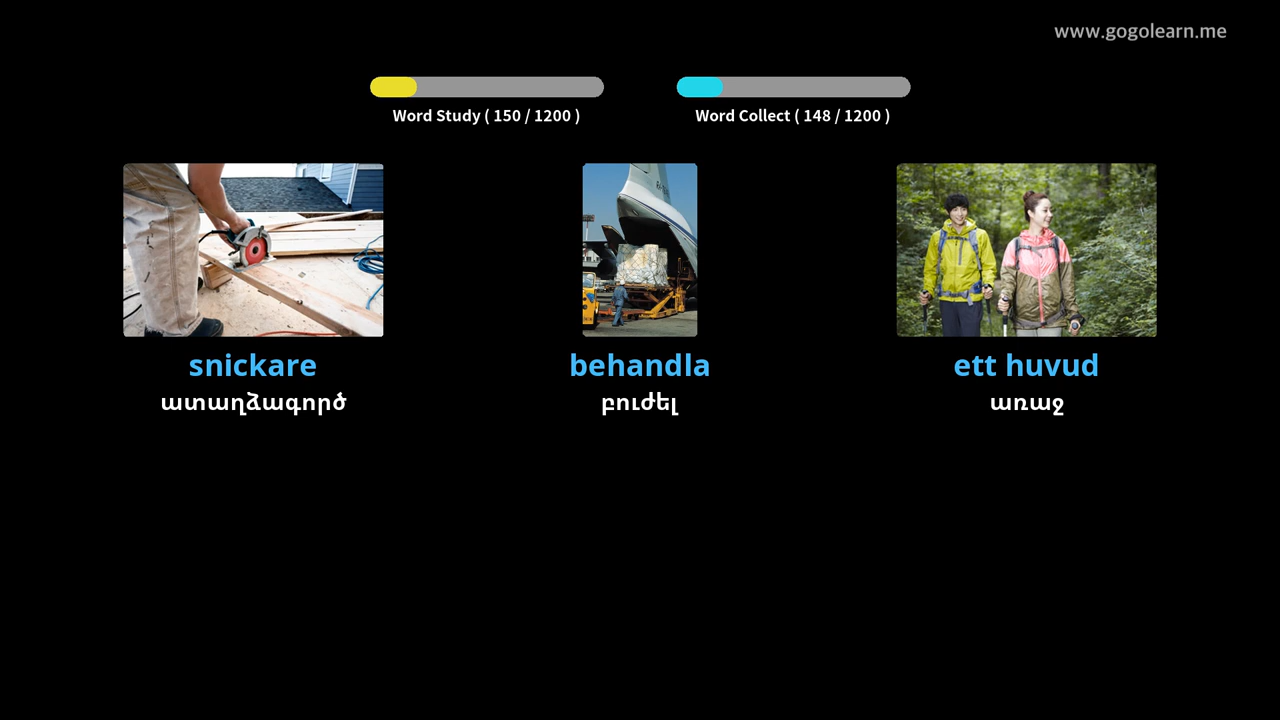 www.gogolearn.me
Word Study ( 150 / 1200 )
Word Collect ( 148 / 1200 )
snickare
ատաղձագործ
behandla
բուժել
ett huvud
առաջ